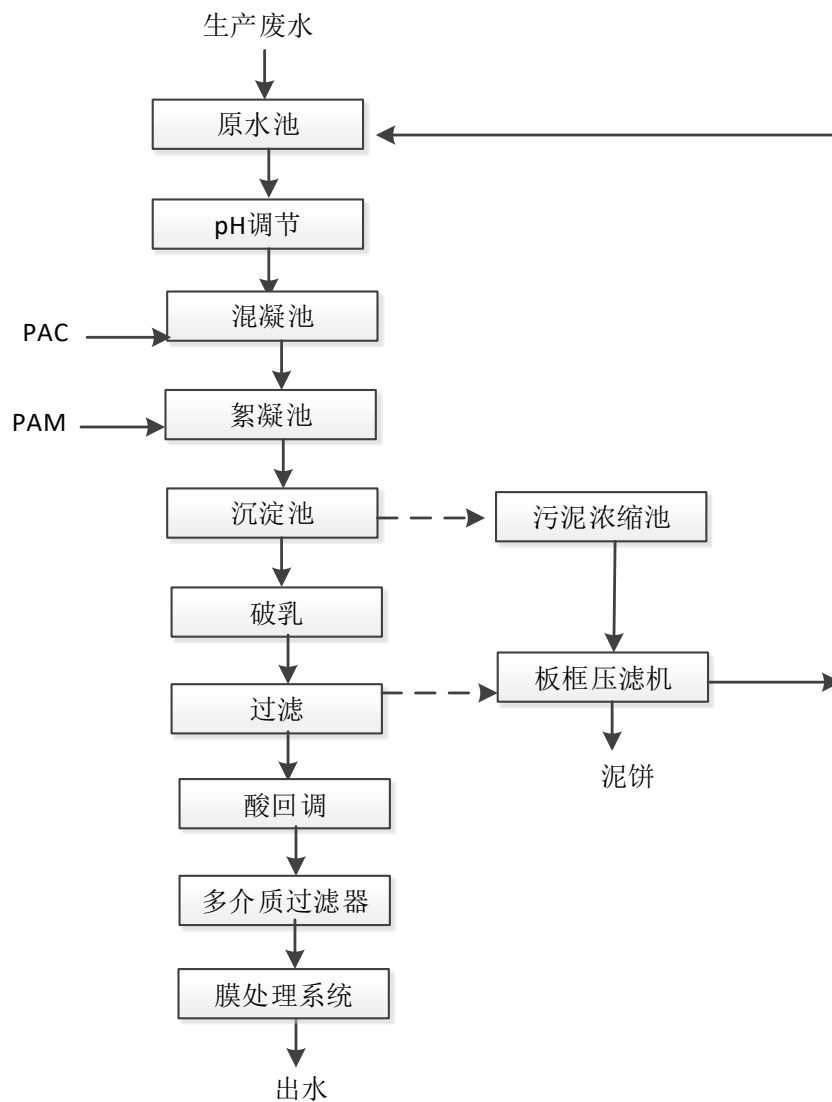 生产废水
原水池
pH调节
混凝池
PAC
絮凝池
PAM
沉淀池
污泥浓缩池
破乳
板框压滤机
过滤
泥饼
酸回调
多介质过滤器
膜处理系统
出水